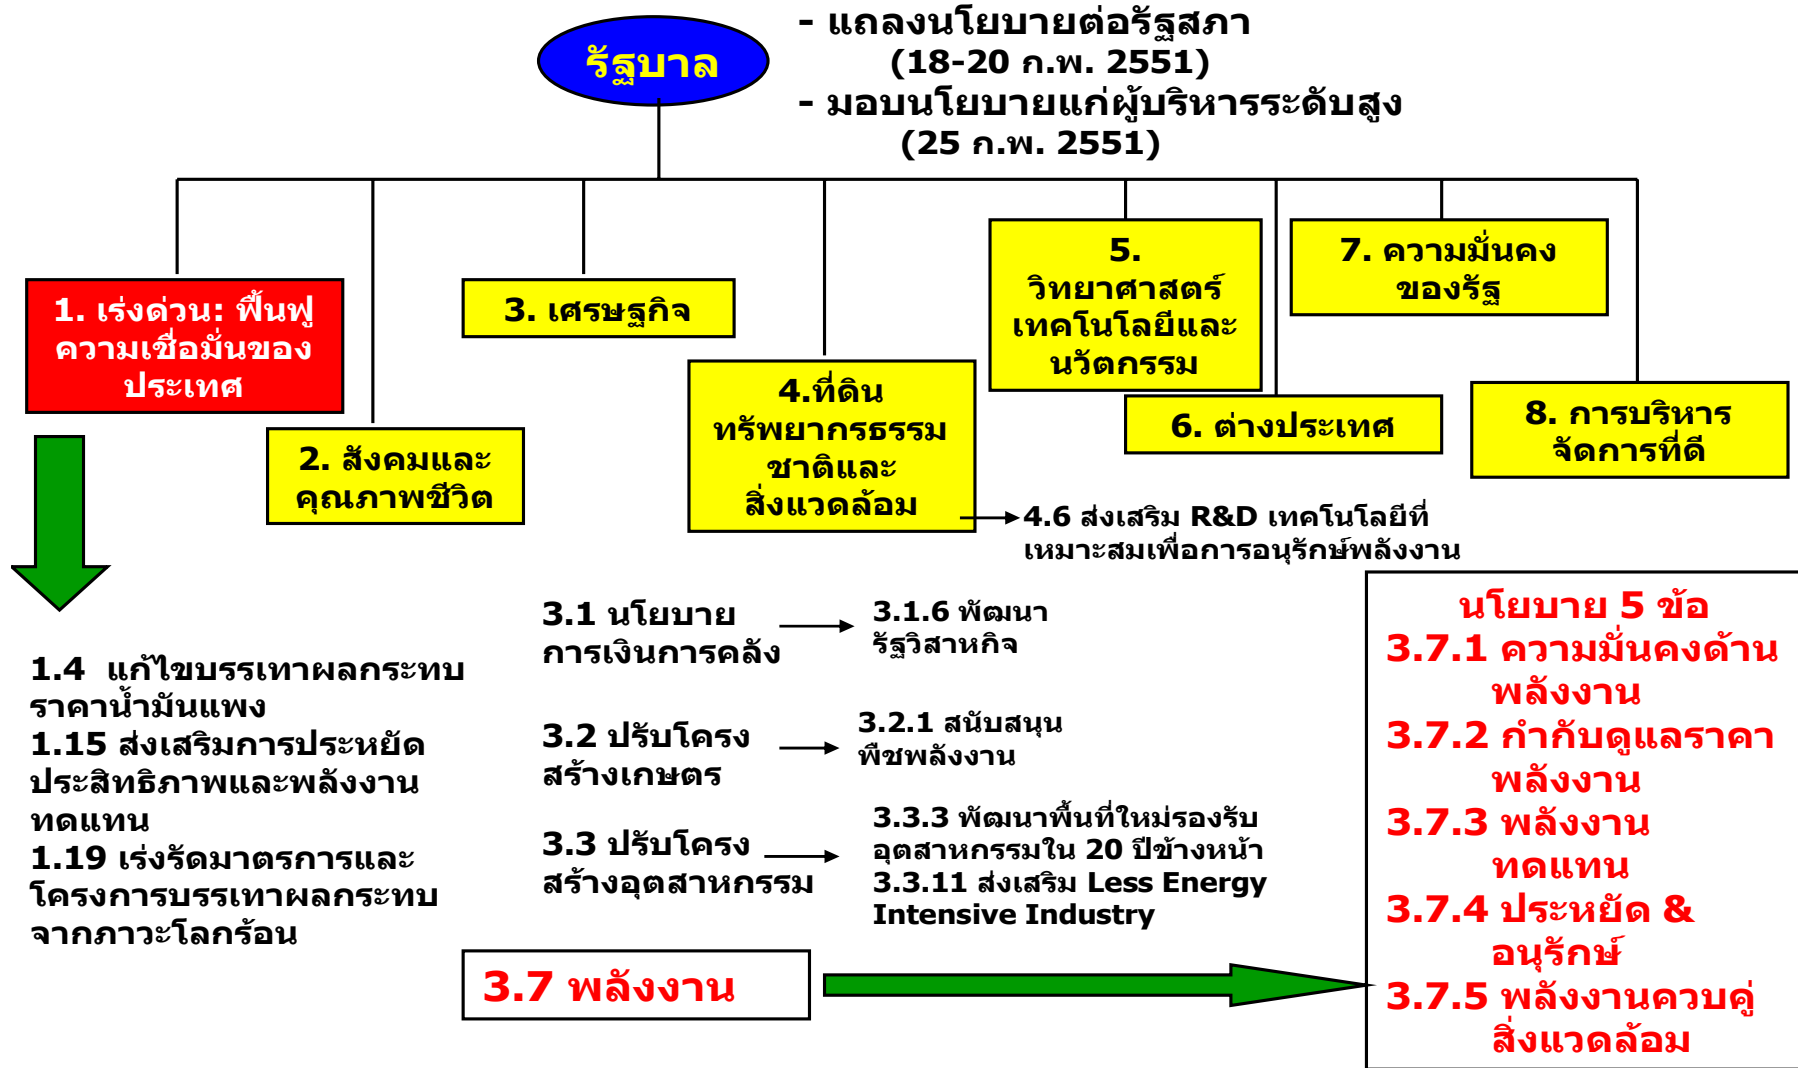 รัฐบาล
- แถลงนโยบายต่อรัฐสภา
(18-20 ก.พ. 2551)
- มอบนโยบายแก่ผู้บริหารระดับสูง
(25 ก.พ. 2551)
1. เร่งด่วน: ฟื้นฟู
ความเชื่อมั่นของ
ประเทศ
2. สังคมและ
คุณภาพชีวิต
3. เศรษฐกิจ
4.ที่ดิน
ทรัพยากรธรรม
ชาติและ
สิ่งแวดล้อม
5.
วิทยาศาสตร์
เทคโนโลยีและ
นวัตกรรม
6. ต่างประเทศ
7. ความมั่นคง
ของรัฐ
8. การบริหาร
จัดการที่ดี
4.6 ส่งเสริม R&D เทคโนโลยีที่
เหมาะสมเพื่อการอนุรักษ์พลังงาน
1.4 แก้ไขบรรเทาผลกระทบ
ราคาน้ำมันแพง
1.15 ส่งเสริมการประหยัด
ประสิทธิภาพและพลังงาน
ทดแทน
1.19 เร่งรัดมาตรการและ
โครงการบรรเทาผลกระทบ
จากภาวะโลกร้อน
3.1 นโยบาย
การเงินการคลัง
3.1.6 พัฒนา
รัฐวิสาหกิจ
3.2 ปรับโครง
สร้างเกษตร
3.2.1 สนับสนุน
พืชพลังงาน
3.3 ปรับโครง
สร้างอุตสาหกรรม
3.3.3 พัฒนาพื้นที่ใหม่รองรับ
อุตสาหกรรมใน 20 ปีข้างหน้า
3.3.11 ส่งเสริม Less Energy
Intensive Industry
3.7 พลังงาน
นโยบาย 5 ข้อ
3.7.1 ความมั่นคงด้าน
พลังงาน
3.7.2 กำกับดูแลราคา
พลังงาน
3.7.3 พลังงาน
ทดแทน
3.7.4 ประหยัด &
อนุรักษ์
3.7.5 พลังงานควบคู่
สิ่งแวดล้อม